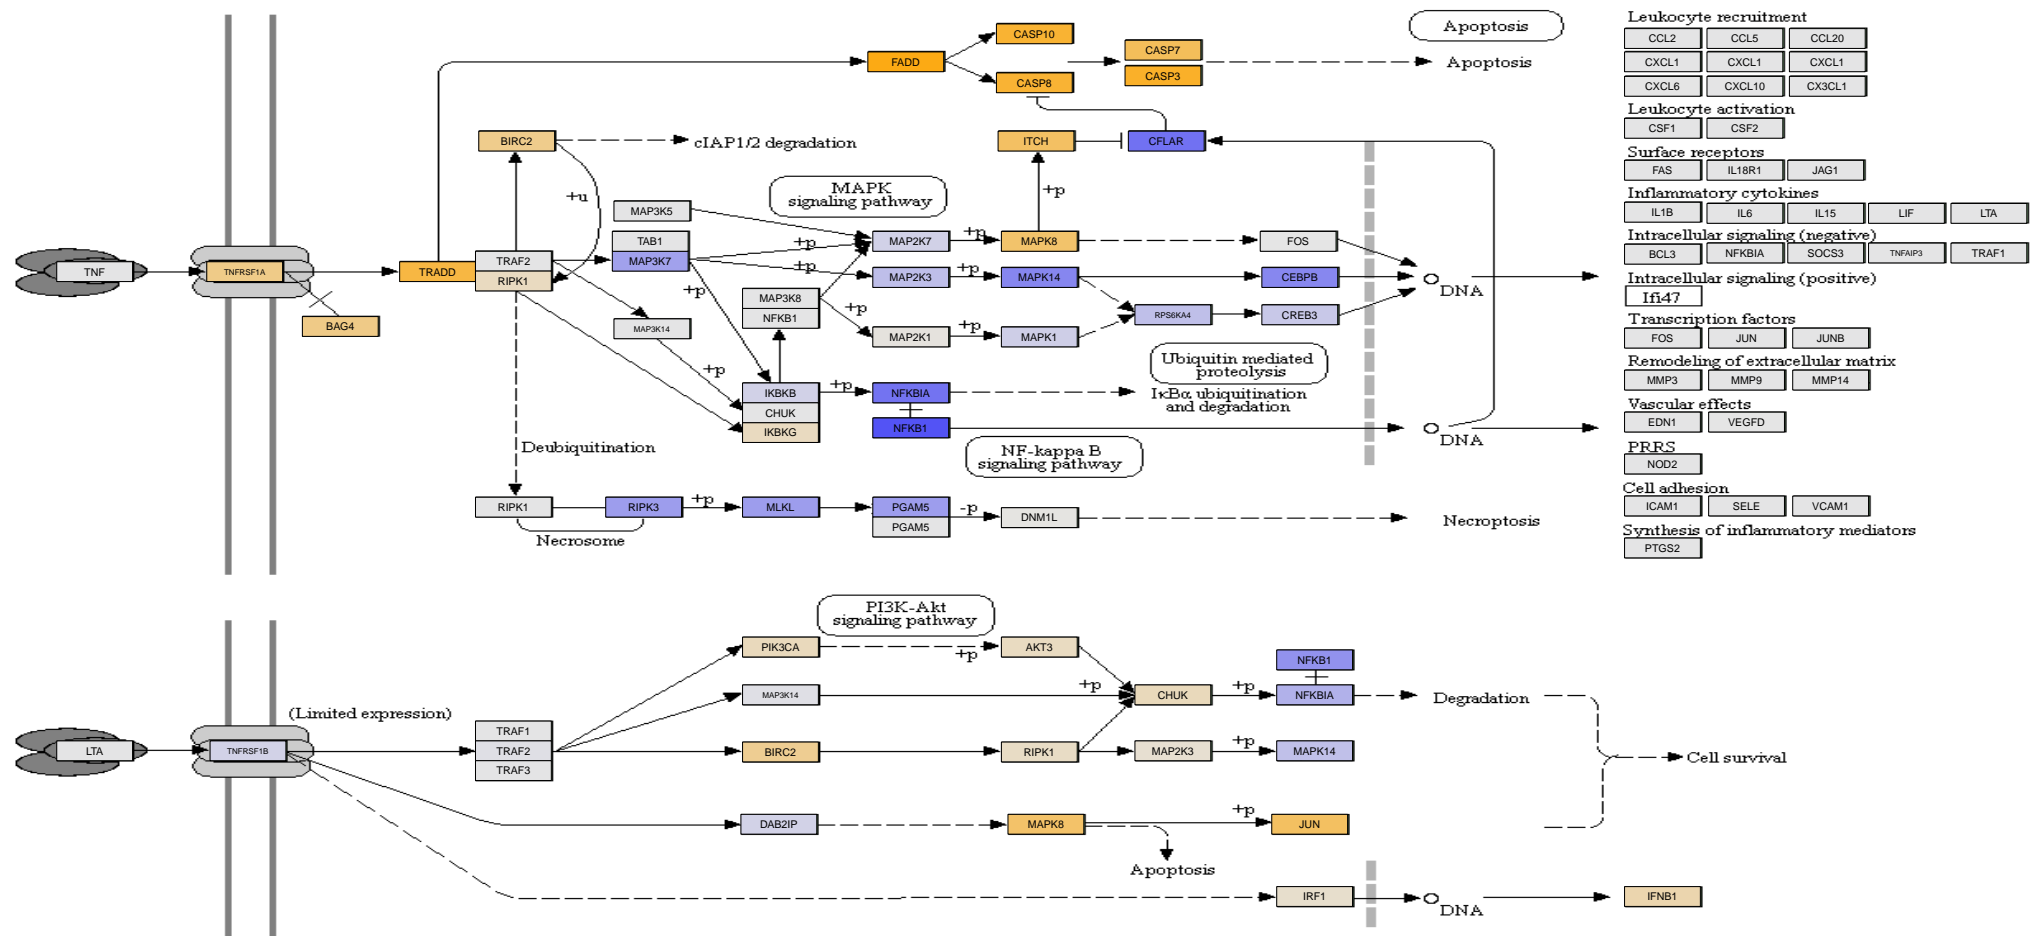 Apoptosis
Leukocyte recruitment
CCL2 CCL5 CCL20
CXCL1 CXCL1 CXCL1
CXCL6 CXCL10 CX3CL1
Leukocyte activation
CSF1 CSF2
Surface receptors
FAS IL18R1 JAG1
Inflammatory cytokines
IL1B IL6 IL15 LIF LTA
Intracellular signaling (negative)
BCL3 NFKBIA SOCS3 TNFAIP3 TRAF1
Intracellular signaling (positive)
Ifi47
Transcription factors
FOS JUN JUNB
Remodeling of extracellular matrix
MMP3 MMP9 MMP14
Vascular effects
EDN1 VEGFD
PRRS
NOD2
Cell adhesion
ICAM1 SELE VCAM1
Synthesis of inflammatory mediators
PTGS2
CASP10
FADD
CASP7
Apoptosis
CASP8
CASP3
BIRC2
cIAP1/2 degradation
ITCH
CFLAR
+u
MAPK
signaling pathway
+p
MAP3K5
TAB1
MAP3K7
+p
+p
+p
MAP2K7
+p
MAPK8
FOS
TNF
TNFRSF1A
TRADD
TRAF2
RIPK1
MAP2K3
+p
MAPK14
CEBPB
DNA
BAG4
MAP3K14
MAP3K8
NFKB1
+p
MAP2K1
+p
MAPK1
RPS6KA4
CREB3
+p
Ubiquitin mediated
proteolysis
IKBKB
CHUK
IKBKG
+p
NFKBIA
NFKB1
IκBα ubiquitination
and degradation
DNA
Deubiquitination
NF-kappa B
signaling pathway
RIPK1
RIPK3
+p
MLKL
PGAM5
PGAM5
-p
DNM1L
Necroptosis
Necrosome
PI3K-Akt
signaling pathway
PIK3CA
+p
AKT3
NFKB1
MAP3K14
+p
CHUK
+p
NFKBIA
Degradation
(Limited expression)
LTA
TNFRSF1B
TRAF1
TRAF2
TRAF3
BIRC2
RIPK1
MAP2K3
+p
MAPK14
Cell survival
DAB2IP
MAPK8
+p
JUN
Apoptosis
IRF1
DNA
IFNB1